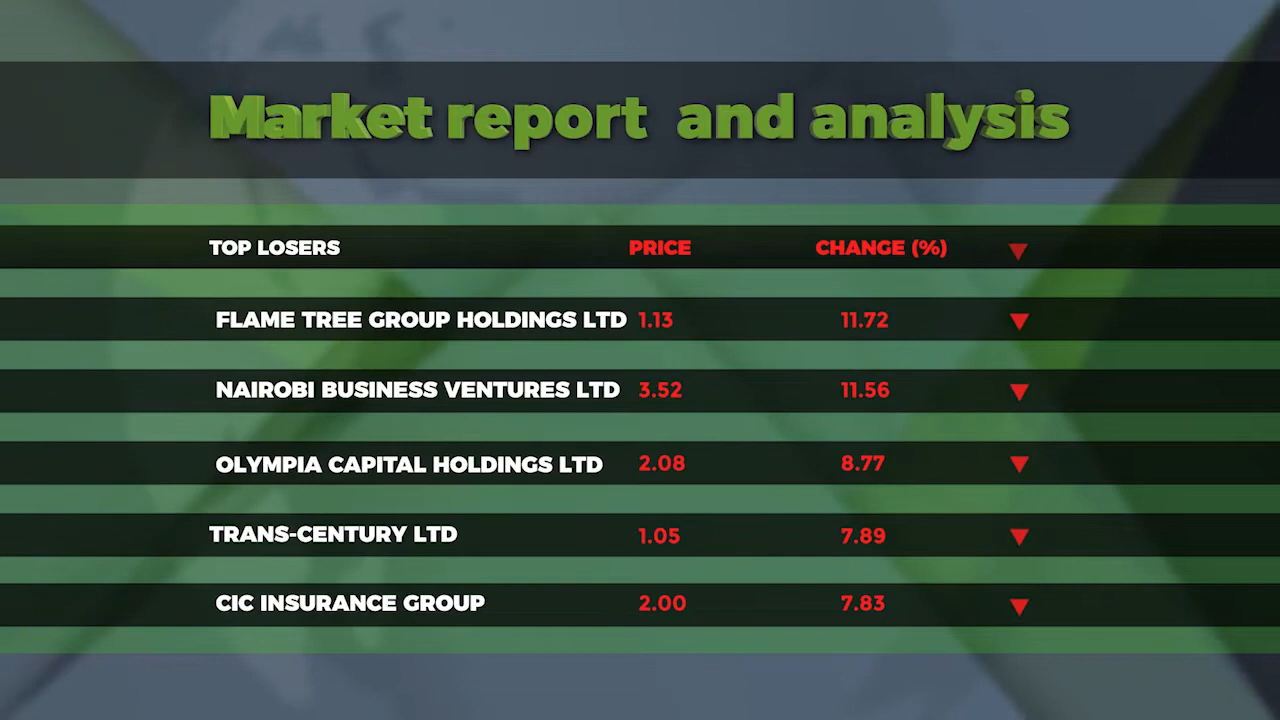 Market report and analysis
TOP LOSERS PRICE CHANGE (%)
FLAME TREE GROUP HOLDINGS LTD 1.13 11.72
NAIROBI BUSINESS VENTURES LTD 3.52 11.56
OLYMPIA CAPITAL HOLDINGS LTD 2.08 8.77
TRANS-CENTURY LTD 1.05 7.89
CIC INSURANCE GROUP 2.00 7.83